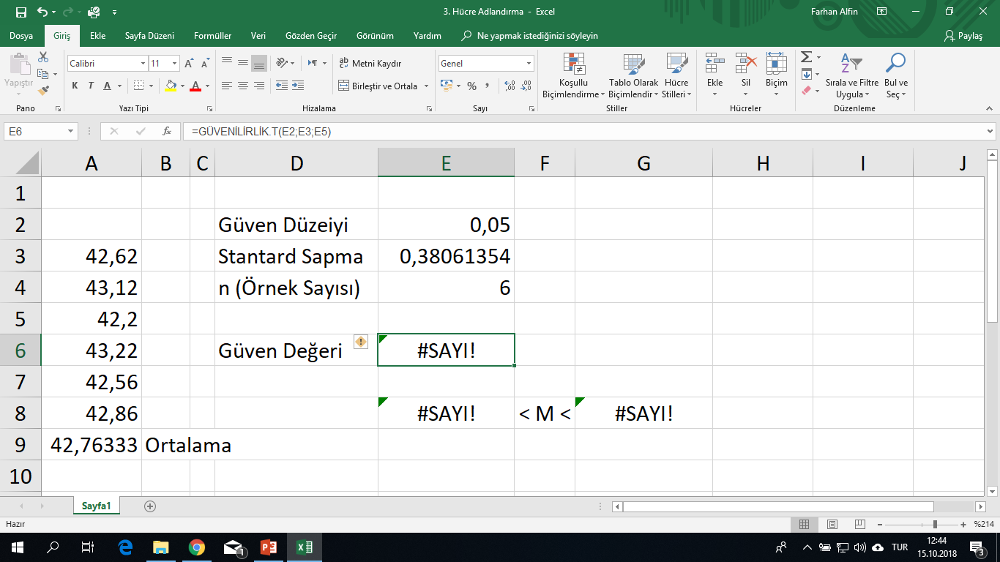 3. Hücre Adlandırma - Excel
Farhan Alfin
Dosya Giriş Ekle Sayfa Düzeni Formüller Veri Gözden Geçir Görünüm Yardım Ne yapmak istediğinizi söyleyin Paylaş
Yapıştır
Pano
Calibri 11
K T A A
Yazı Tipi
Metni Kaydır
Birleştir ve Ortala
Hizalama
Genel
%
Sayı
Koşullu Biçimlendirme
Tablo Olarak Biçimlendir
Hücre Stilleri
Stiller
Ekle Sil Biçim
Hücreler
Sırala ve Filtre Uygula
Bul ve Seç
Düzenleme
E6 fx =GÜVENİLİRLİK.T(E2;E3;E5)
A B C D E F G H I J
1
2 Güven Düzeiyi 0,05
3 42,62 Stantard Sapma 0,38061354
4 43,12 n (Örnek Sayısı) 6
5 42,2
6 43,22 Güven Değeri #SAYI!
7 42,56
8 42,86 #SAYI! < M < #SAYI!
9 42,76333 Ortalama
10
Sayfa1
Hazır %214
TUR 12:44
15.10.2018